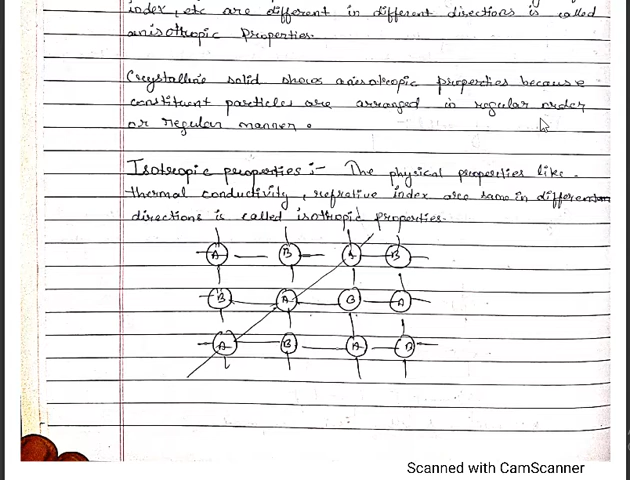 index, etc are different in different directions is called
anisotropic Properties.
Crystalline solid shows anisotropic properties because
constituent particles are arranged in regular order
or regular manner.
Isotropic properties :- The physical properties like
thermal conductivity, refrative index are same in different
directions is called isotropic properties.
A B A B
B A B A
A B A B
Scanned with CamScanner